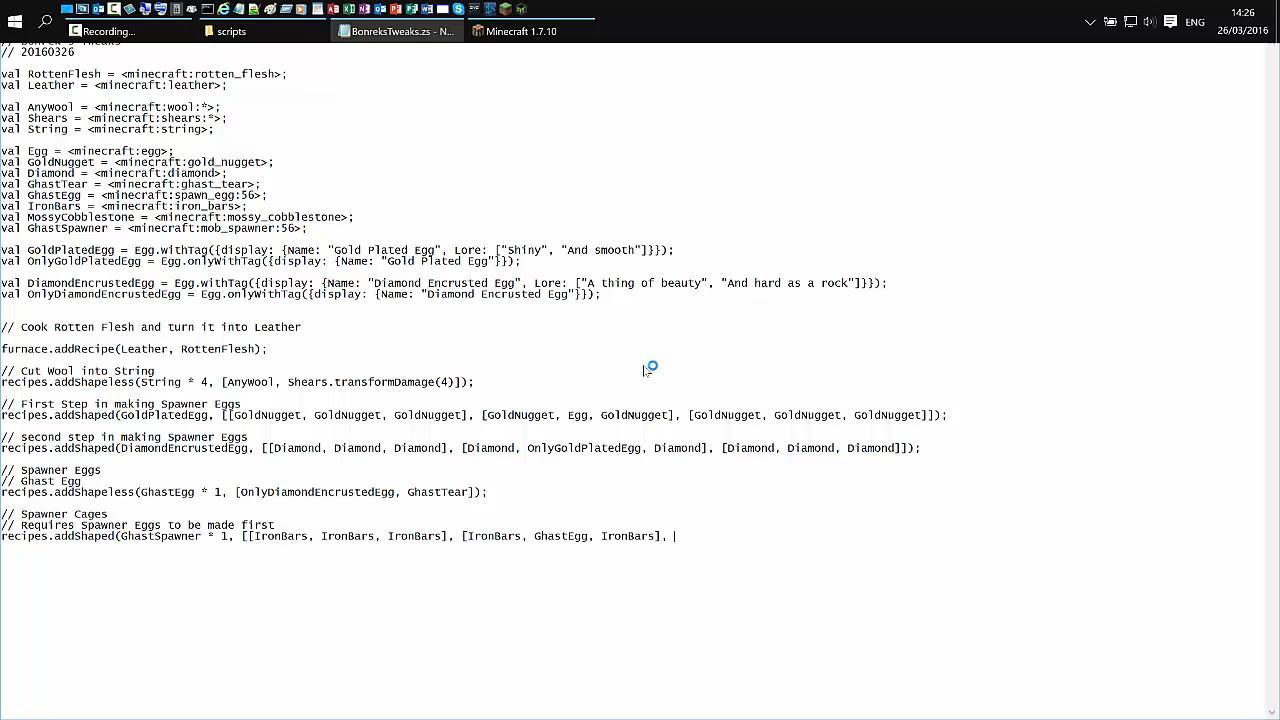 14:26
Recording...
scripts
BonreksTweaks.zs - N...
Minecraft 1.7.10
ENG
26/03/2016
// 20160326
val RottenFlesh = <minecraft:rotten_flesh>;
val Leather = <minecraft:leather>;
val AnyWool = <minecraft:wool:*>;
val Shears = <minecraft:shears:*>;
val String = <minecraft:string>;
val Egg = <minecraft:egg>;
val GoldNugget = <minecraft:gold_nugget>;
val Diamond = <minecraft:diamond>;
val GhastTear = <minecraft:ghast_tear>;
val GhastEgg = <minecraft:spawn_egg:56>;
val IronBars = <minecraft:iron_bars>;
val MossyCobblestone = <minecraft:mossy_cobblestone>;
val GhastSpawner = <minecraft:mob_spawner:56>;
val GoldPlatedEgg = Egg.withTag({display: {Name: "Gold Plated Egg", Lore: ["Shiny", "And smooth"]}});
val OnlyGoldPlatedEgg = Egg.onlyWithTag({display: {Name: "Gold Plated Egg"}});
val DiamondEncrustedEgg = Egg.withTag({display: {Name: "Diamond Encrusted Egg", Lore: ["A thing of beauty", "And hard as a rock"]}});
val OnlyDiamondEncrustedEgg = Egg.onlyWithTag({display: {Name: "Diamond Encrusted Egg"}});
// Cook Rotten Flesh and turn it into Leather
furnace.addRecipe(Leather, RottenFlesh);
// Cut Wool into String
recipes.addShapeless(String * 4, [AnyWool, Shears.transformDamage(4)]);
// First Step in making Spawner Eggs
recipes.addShaped(GoldPlatedEgg, [[GoldNugget, GoldNugget, GoldNugget], [GoldNugget, Egg, GoldNugget], [GoldNugget, GoldNugget, GoldNugget]]);
// second step in making Spawner Eggs
recipes.addShaped(DiamondEncrustedEgg, [[Diamond, Diamond, Diamond], [Diamond, OnlyGoldPlatedEgg, Diamond], [Diamond, Diamond, Diamond]]);
// Spawner Eggs
// Ghast Egg
recipes.addShapeless(GhastEgg * 1, [OnlyDiamondEncrustedEgg, GhastTear]);
// Spawner Cages
// Requires Spawner Eggs to be made first
recipes.addShaped(GhastSpawner * 1, [[IronBars, IronBars, IronBars], [IronBars, GhastEgg, IronBars],